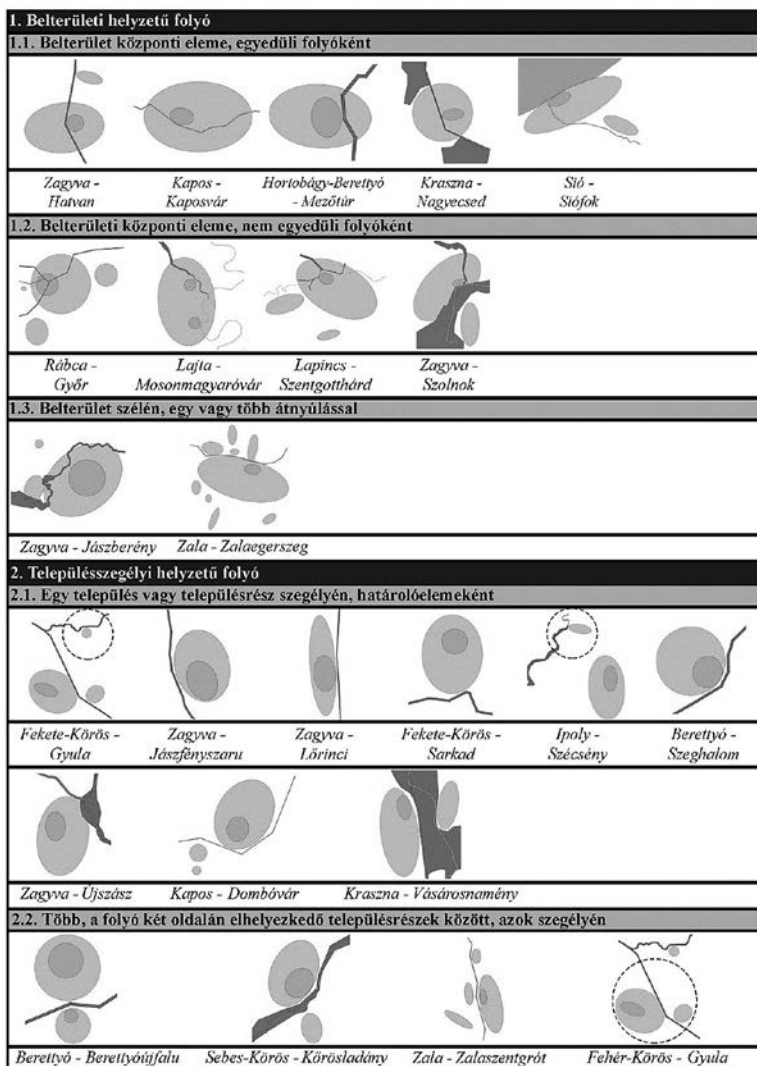 1. Belterületi helyzetű folyó
1.1. Belterület központi eleme, egyedüli folyóként
Zagyva - Hatvan
Kapos - Kaposvár
Hortobágy-Berettyó - Mezőtúr
Kraszna - Nagyecsed
Sió - Siófok
1.2. Belterületi központi eleme, nem egyedüli folyóként
Rábca - Győr
Lajta - Mosonmagyaróvár
Lapincs - Szentgotthárd
Zagyva - Szolnok
1.3. Belterület szélén, egy vagy több átnyúlással
Zagyva - Jászberény
Zala - Zalaegerszeg
2. Településszegélyi helyzetű folyó
2.1. Egy település vagy településrész szegélyén, határolóelemeként
Fekete-Körös - Gyula
Zagyva - Jászfényszaru
Zagyva - Lőrinci
Fekete-Körös - Sarkad
Ipoly - Szécsény
Berettyó - Szeghalom
Zagyva - Újszász
Kapos - Dombóvár
Kraszna - Vásárosnamény
2.2. Több, a folyó két oldalán elhelyezkedő településrészek között, azok szegélyén
Berettyó - Berettyóújfalu
Sebes-Körös - Körösladány
Zala - Zalaszentgrót
Fehér-Körös - Gyula